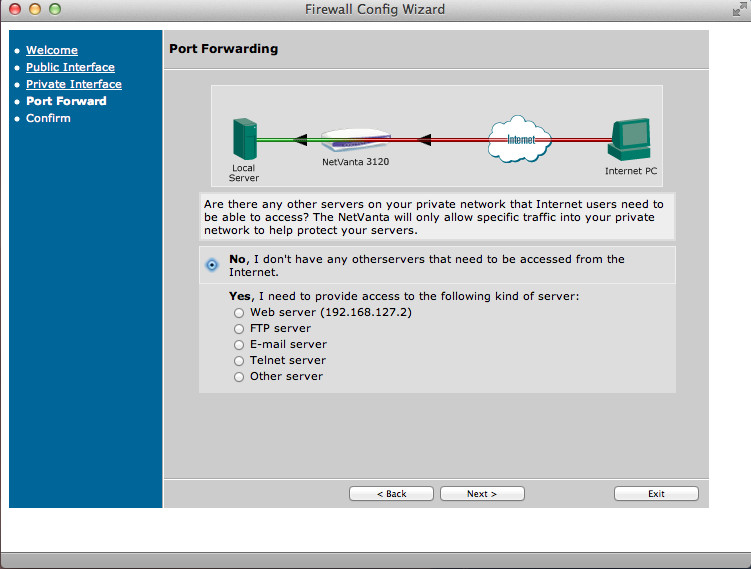 Firewall Config Wizard
Welcome
Public Interface
Private Interface
Port Forward
Confirm
Port Forwarding
Local
Server
NetVanta 3120
Internet
Internet PC
Are there any other servers on your private network that Internet users need to
be able to access? The NetVanta will only allow specific traffic into your private
network to help protect your servers.
No, I don't have any otherservers that need to be accessed from the
Internet.
Yes, I need to provide access to the following kind of server:
Web server (192.168.127.2)
FTP server
E-mail server
Telnet server
Other server
< Back
Next >
Exit